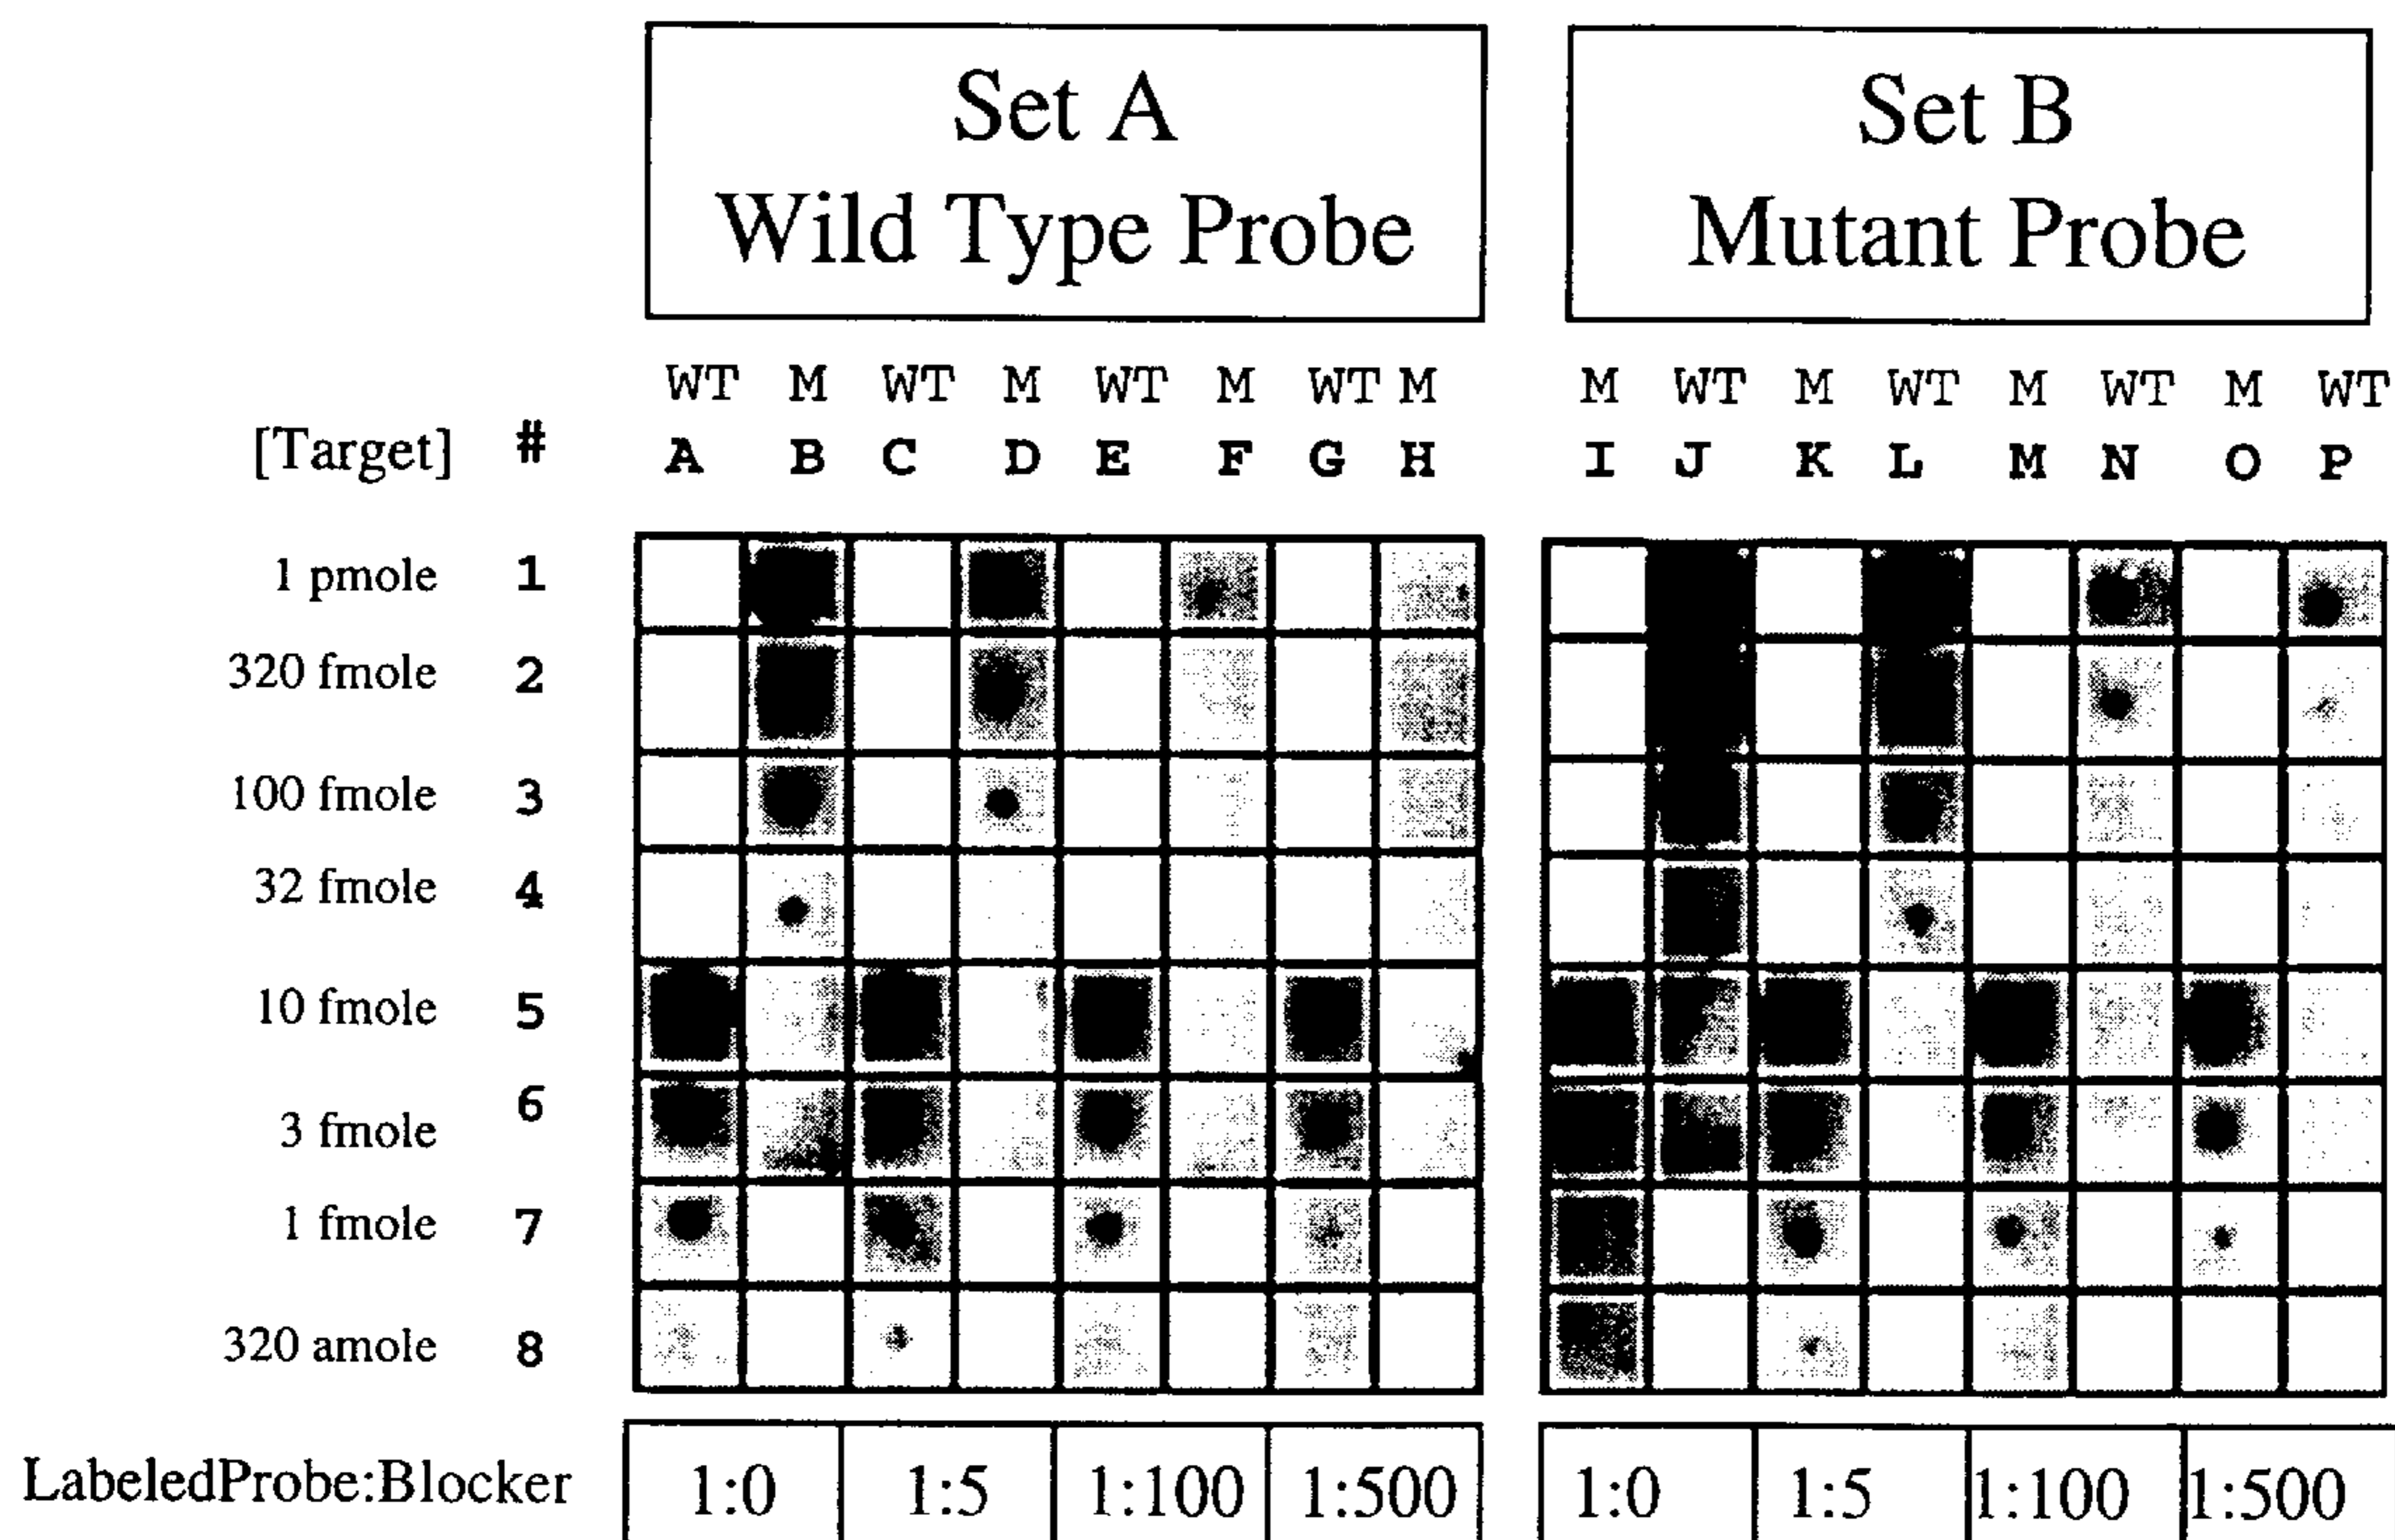 Set A
Wild Type Probe
Set B
Mutant Probe
WT M WT M WT M WT M M WT M WT M WT M WT
[Target] # A B C D E F G H I J K L M N O P
1 pmole 1
320 fmole 2
100 fmole 3
32 fmole 4
10 fmole 5
3 fmole 6
1 fmole 7
320 amole 8
LabeledProbe:Blocker 1:0 1:5 1:100 1:500 1:0 1:5 1:100 1:500